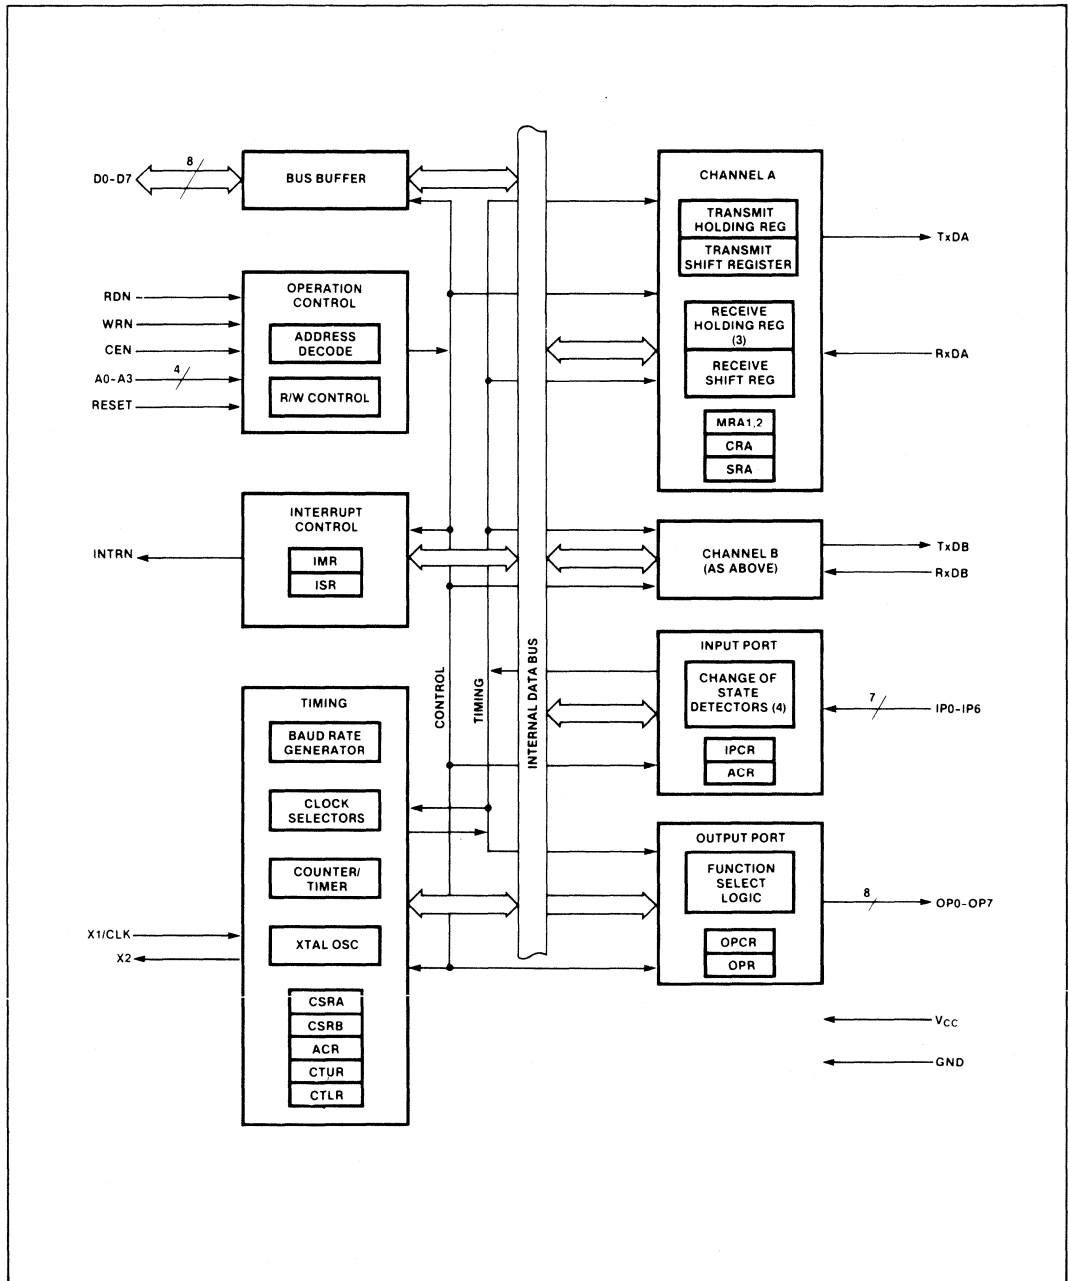 D0-D7
8
BUS BUFFER
RDN
WRN
CEN
A0-A3
4
RESET
OPERATION
CONTROL
ADDRESS
DECODE
R/W CONTROL
INTRN
INTERRUPT
CONTROL
IMR
ISR
X1/CLK
X2
TIMING
BAUD RATE
GENERATOR
CLOCK
SELECTORS
COUNTER/
TIMER
XTAL OSC
CSRA
CSRB
ACR
CTUR
CTLR
CONTROL
TIMING
INTERNAL DATA BUS
CHANNEL A
TRANSMIT
HOLDING REG
TRANSMIT
SHIFT REGISTER
RECEIVE
HOLDING REG
(3)
RECEIVE
SHIFT REG
MRA1,2
CRA
SRA
TxDA
RxDA
CHANNEL B
(AS ABOVE)
TxDB
RxDB
INPUT PORT
CHANGE OF
STATE
DETECTORS (4)
IPCR
ACR
7
IP0-IP6
OUTPUT PORT
FUNCTION
SELECT
LOGIC
OPCR
OPR
8
OP0-OP7
VCC
GND